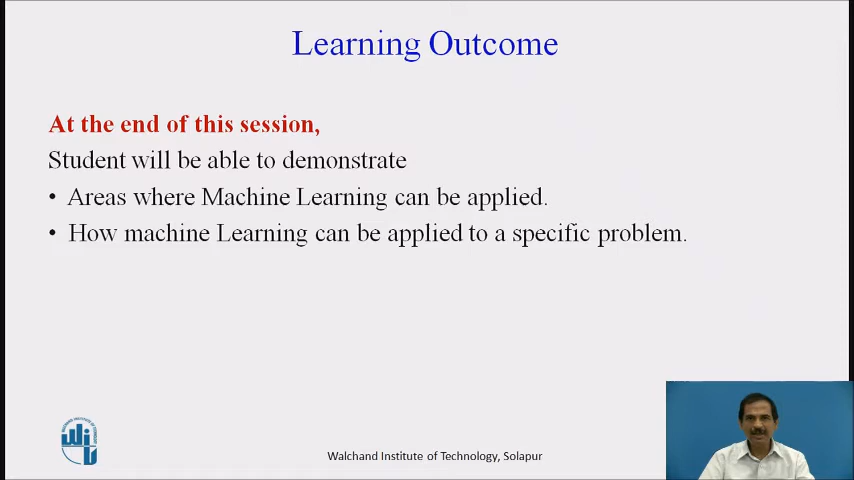 Learning Outcome
At the end of this session,
Student will be able to demonstrate
• Areas where Machine Learning can be applied.
• How machine Learning can be applied to a specific problem.
Walchand Institute of Technology, Solapur